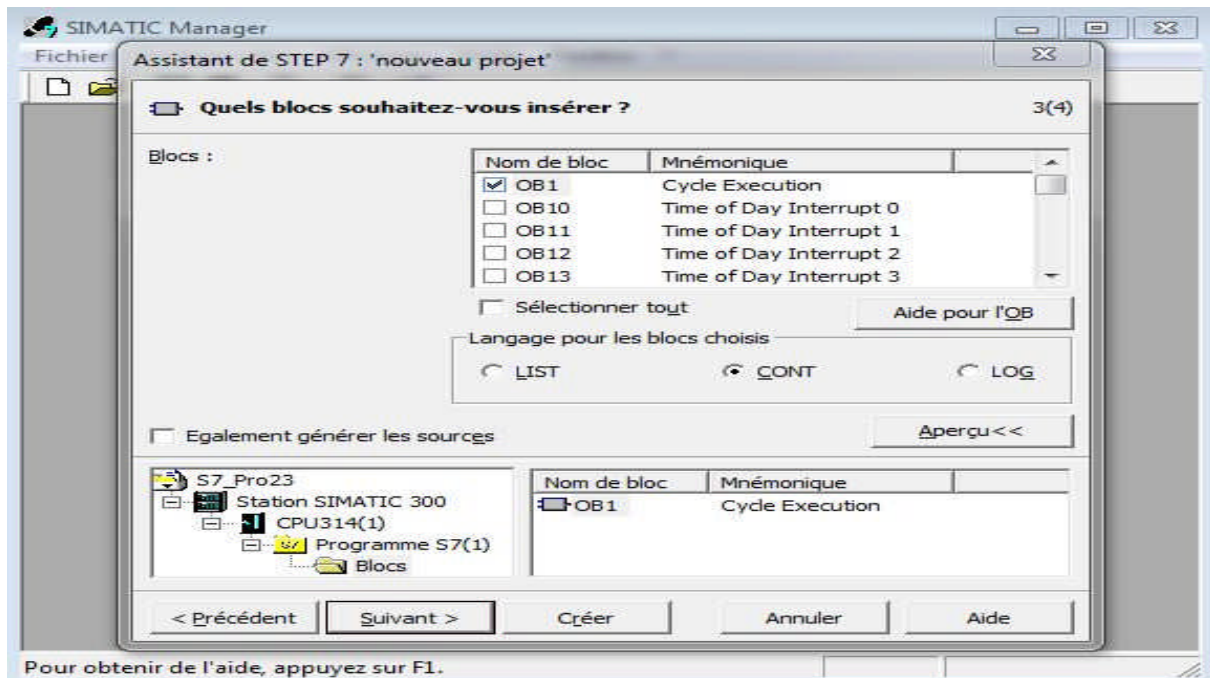 SIMATIC Manager
Fichier
Assistant de STEP 7 : 'nouveau projet'
Quels blocs souhaitez-vous insérer ?
3(4)
Blocs :
Nom de bloc Mnémonique
OB1 Cycle Execution
OB10 Time of Day Interrupt 0
OB11 Time of Day Interrupt 1
OB12 Time of Day Interrupt 2
OB13 Time of Day Interrupt 3
Sélectionner tout
Aide pour l'OB
Langage pour les blocs choisis
LIST CONT LOG
Egalement générer les sources
Aperçu<<
S7_Pro23
Station SIMATIC 300
CPU314(1)
Programme S7(1)
Blocs
Nom de bloc Mnémonique
OB1 Cycle Execution
< Précédent Suivant > Créer Annuler Aide
Pour obtenir de l'aide, appuyez sur F1.